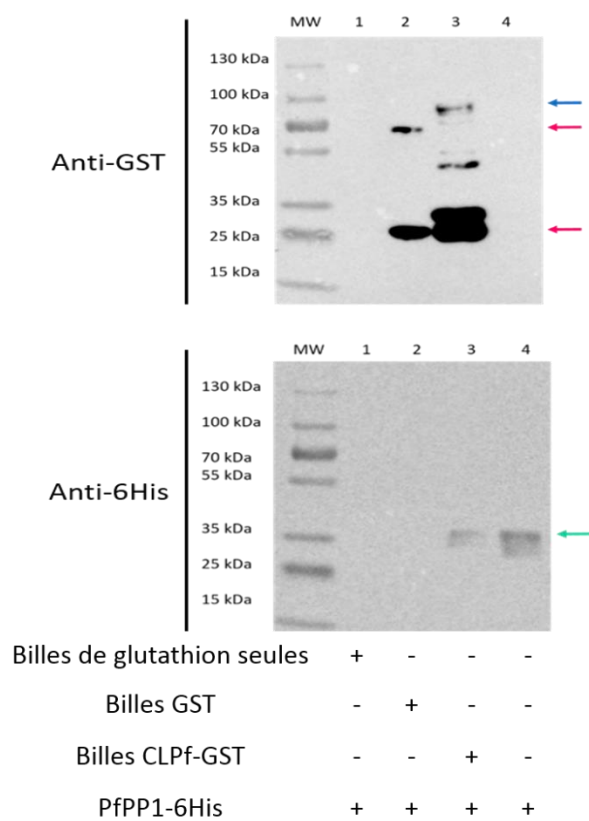 MW 1 2 3 4
130 kDa
100 kDa
70 kDa
55 kDa
Anti-GST
35 kDa
25 kDa
15 kDa
MW 1 2 3 4
130 kDa
100 kDa
70 kDa
55 kDa
Anti-6His
35 kDa
25 kDa
15 kDa
Billes de glutathion seules + - - -
Billes GST - + - -
Billes CLPf-GST - - + -
PfPP1-6His + + + +